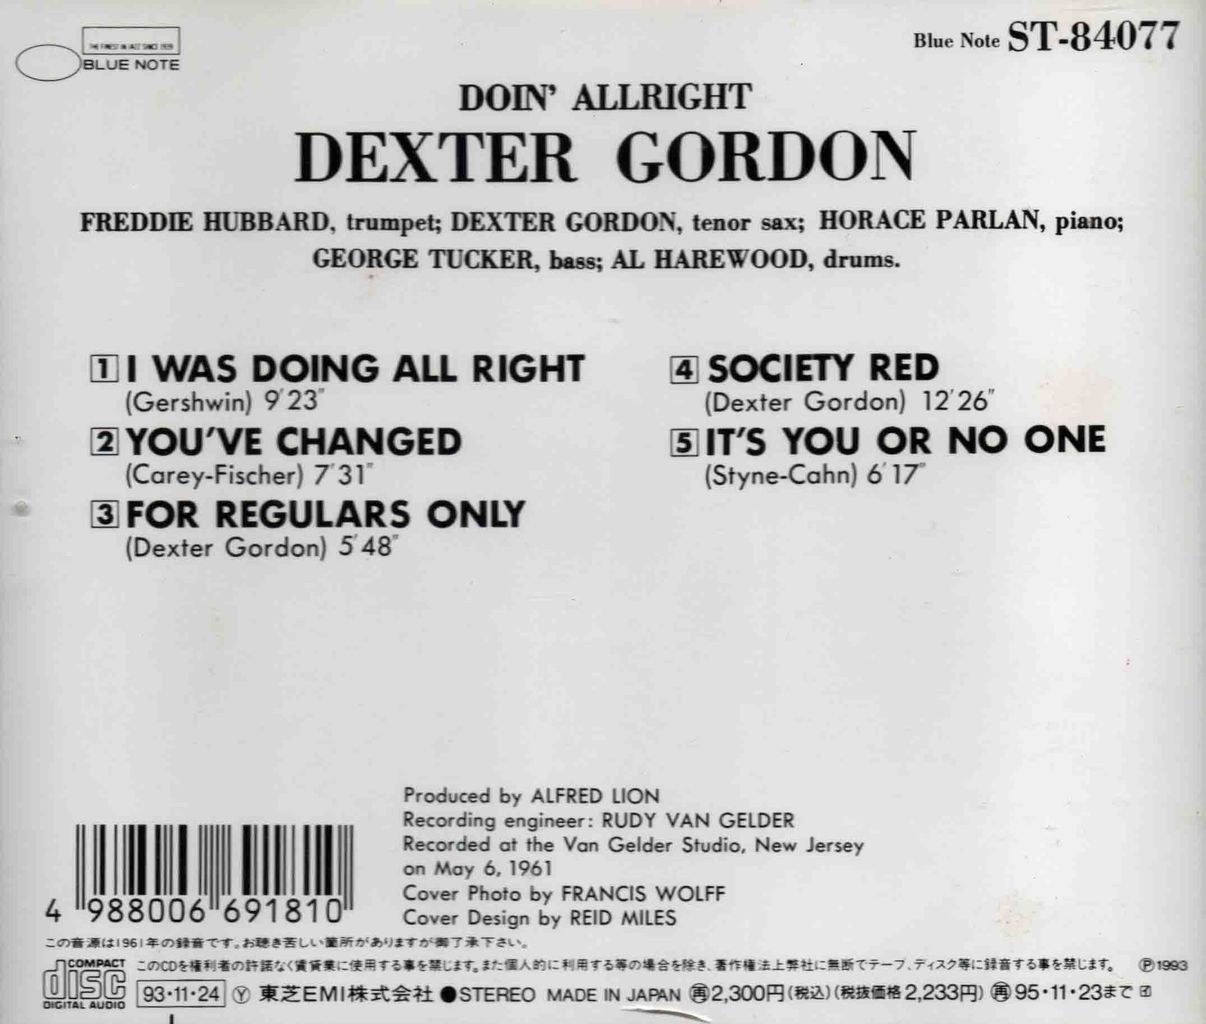 THE FINEST IN JAZZ SINCE 1939
BLUE NOTE
Blue Note ST-84077
DOIN' ALLRIGHT
DEXTER GORDON
FREDDIE HUBBARD, trumpet; DEXTER GORDON, tenor sax; HORACE PARLAN, piano;
GEORGE TUCKER, bass; AL HAREWOOD, drums.
1 I WAS DOING ALL RIGHT
(Gershwin) 9'23"
2 YOU'VE CHANGED
(Carey-Fischer) 7'31"
3 FOR REGULARS ONLY
(Dexter Gordon) 5'48"
4 SOCIETY RED
(Dexter Gordon) 12'26"
5 IT'S YOU OR NO ONE
(Styne-Cahn) 6'17"
Produced by ALFRED LION
Recording engineer: RUDY VAN GELDER
Recorded at the Van Gelder Studio, New Jersey
on May 6, 1961
Cover Photo by FRANCIS WOLFF
Cover Design by REID MILES
4 988006 691810
この音源は1961年の録音です。お聴き苦しい箇所がありますが御了承下さい。
COMPACT disc DIGITAL AUDIO
このCDを権利者の許諾なく賃貸業に使用する事を禁じます。また個人的に利用する等の場合を除き、著作権法上弊社に無断でテープ、ディスク等に録音する事を禁じます。 Ⓟ1993
93・11・24 Ⓨ 東芝EMI株式会社 ●STEREO MADE IN JAPAN ㊢2,300円(税込)(税抜価格2,233円) ㊢95・11・23まで